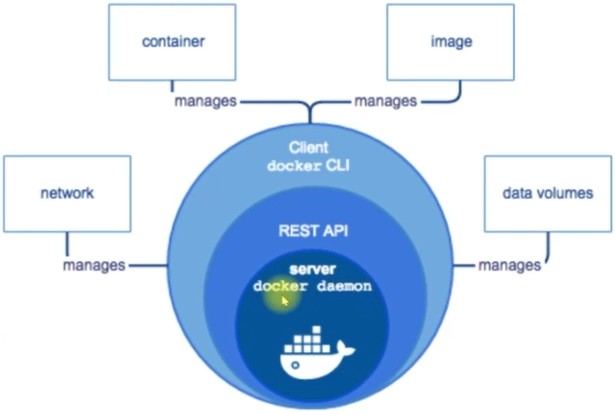 container
image
manages
manages
Client
docker CLI
network
data volumes
REST API
manages
server
manages
docker daemon